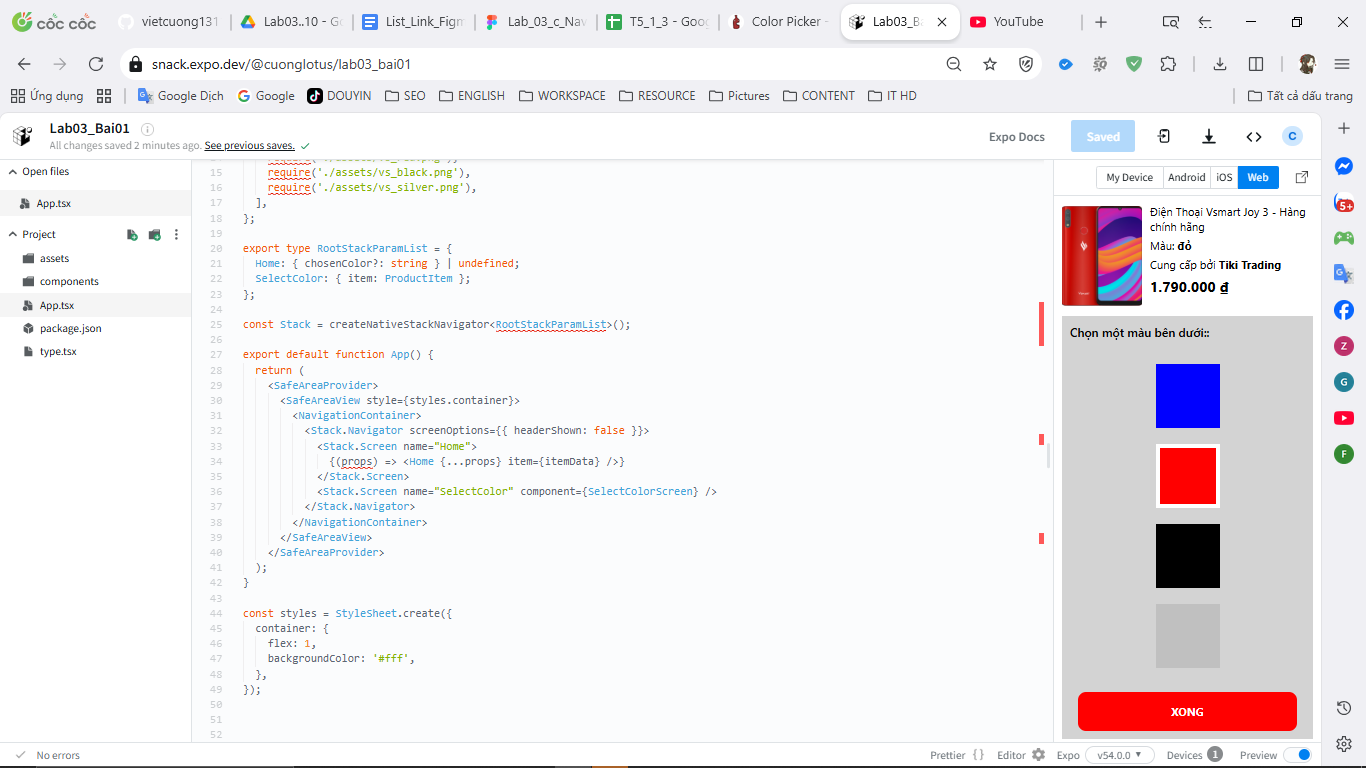 cốc cốc
vietcuong131
Lab03..10 - Go
List_Link_Figm
Lab_03_c_Nav
T5_1_3 - Goog
Color Picker -
Lab03_Ba
YouTube
snack.expo.dev/@cuonglotus/lab03_bai01
Ứng dụng
Google Dịch
Google
DOUYIN
SEO
ENGLISH
WORKSPACE
RESOURCE
Pictures
CONTENT
IT HD
Tất cả dấu trang
Lab03_Bai01
All changes saved 2 minutes ago. See previous saves.
Expo Docs
Saved
C
Open files
App.tsx
Project
assets
components
App.tsx
package.json
type.tsx
15 require('./assets/vs_black.png'),
16 require('./assets/vs_silver.png'),
17 ],
18 };
19
20 export type RootStackParamList = {
21 Home: { chosenColor?: string } | undefined;
22 SelectColor: { item: ProductItem };
23 };
24
25 const Stack = createNativeStackNavigator<RootStackParamList>();
26
27 export default function App() {
28 return (
29 <SafeAreaProvider>
30 <SafeAreaView style={styles.container}>
31 <NavigationContainer>
32 <Stack.Navigator screenOptions={{ headerShown: false }}>
33 <Stack.Screen name="Home">
34 {(props) => <Home {...props} item={itemData} />}
35 </Stack.Screen>
36 <Stack.Screen name="SelectColor" component={SelectColorScreen} />
37 </Stack.Navigator>
38 </NavigationContainer>
39 </SafeAreaView>
40 </SafeAreaProvider>
41 );
42 }
43
44 const styles = StyleSheet.create({
45 container: {
46 flex: 1,
47 backgroundColor: '#fff',
48 },
49 });
50
51
52
My Device
Android
iOS
Web
Điện Thoại Vsmart Joy 3 - Hàng
chính hãng
Màu: đỏ
Cung cấp bởi Tiki Trading
1.790.000 ₫
Chọn một màu bên dưới::
XONG
5+
Z
G
F
No errors
Prettier { }
Editor
Expo
v54.0.0
Devices 1
Preview